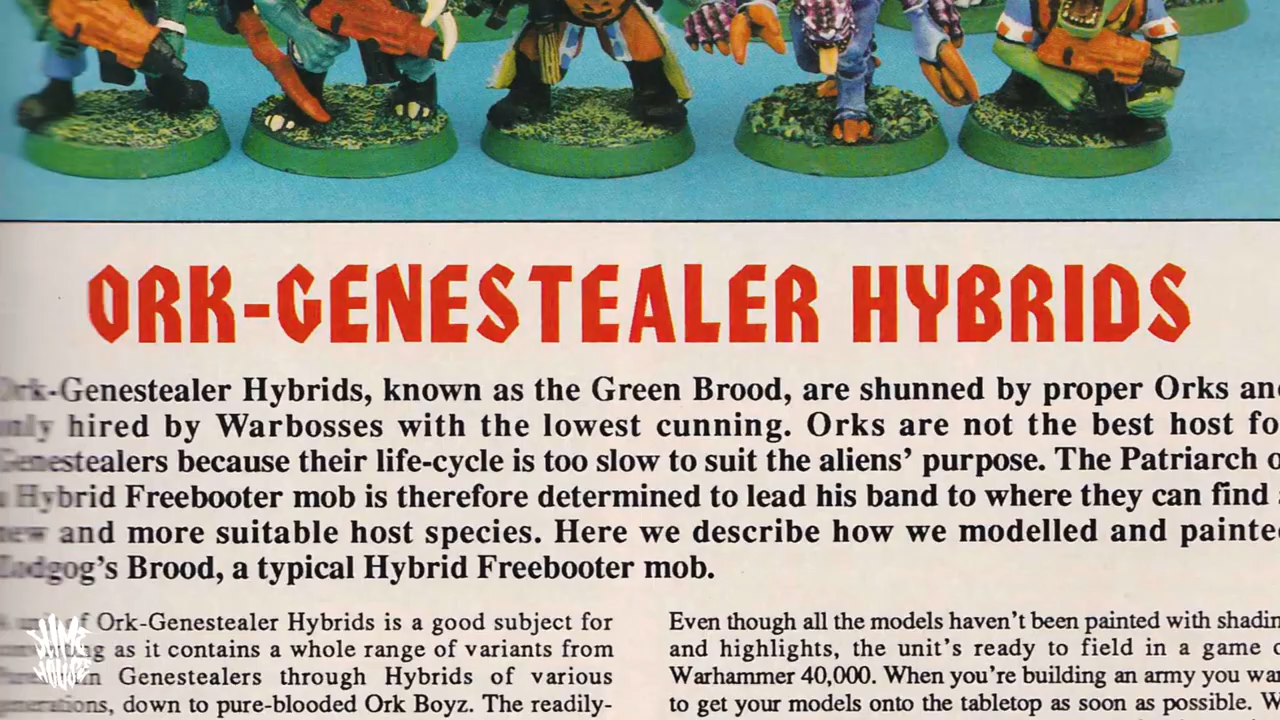 ORK-GENESTEALER HYBRIDS
Ork-Genestealer Hybrids, known as the Green Brood, are shunned by proper Orks an
only hired by Warbosses with the lowest cunning. Orks are not the best host fo
Genestealers because their life-cycle is too slow to suit the aliens' purpose. The Patriarch o
Hybrid Freebooter mob is therefore determined to lead his band to where they can find
new and more suitable host species. Here we describe how we modelled and painte
Brood, a typical Hybrid Freebooter mob.
of Ork-Genestealer Hybrids is a good subject for
as it contains a whole range of variants from
Genestealers through Hybrids of various
generations, down to pure-blooded Ork Boyz. The readily-
Even though all the models haven't been painted with shadin
and highlights, the unit's ready to field in a game o
Warhammer 40,000. When you're building an army you wa
to get your models onto the tabletop as soon as possible. W